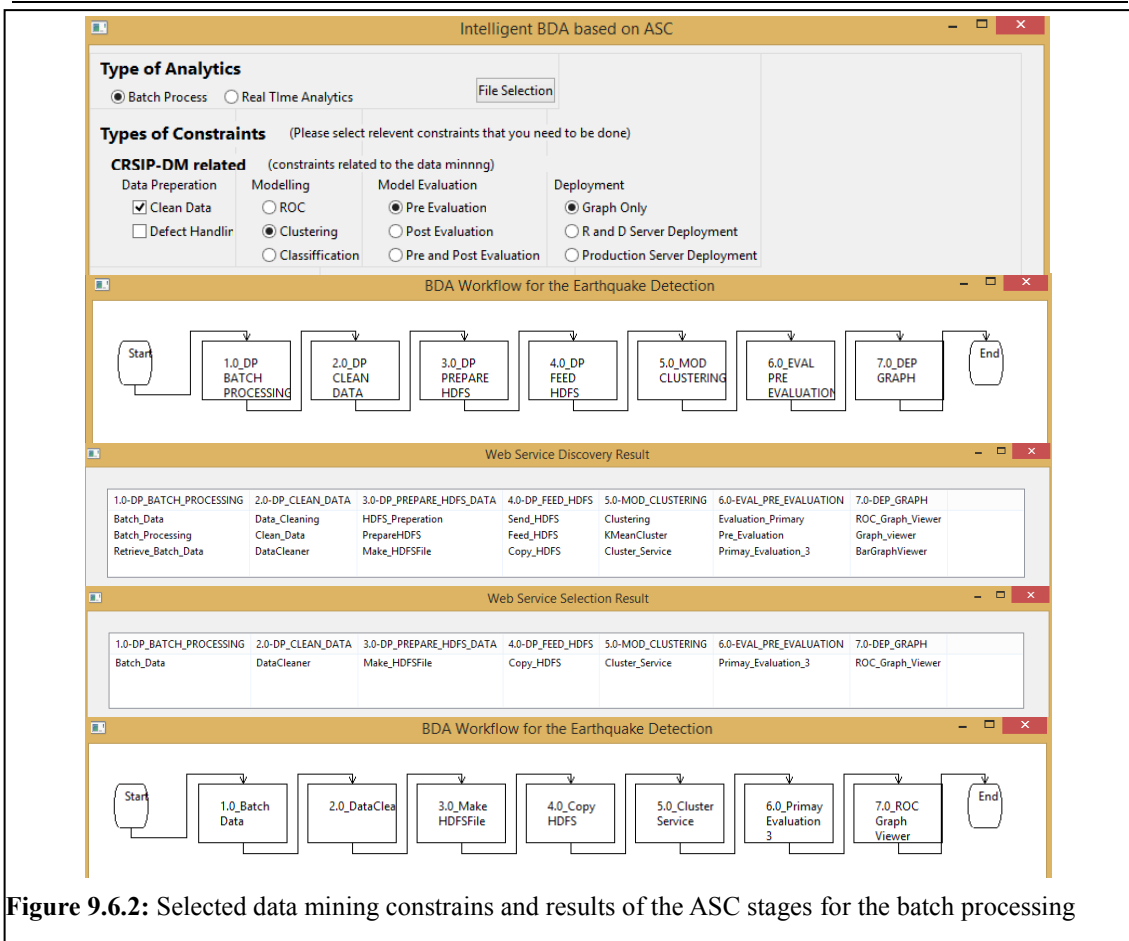 Intelligent BDA based on ASC
Type of Analytics
Batch Process Real TIme Analytics File Selection
Types of Constraints (Please select relevent constraints that you need to be done)
CRSIP-DM related (constraints related to the data minnng)
Data Preperation Modelling Model Evaluation Deployment
Clean Data ROC Pre Evaluation Graph Only
Defect Handlir Clustering Post Evaluation R and D Server Deployment
Classiffication Pre and Post Evaluation Production Server Deployment
BDA Workflow for the Earthquake Detection
Start
1.0_DP
BATCH
PROCESSING
2.0_DP
CLEAN
DATA
3.0_DP
PREPARE
HDFS
4.0_DP
FEED
HDFS
5.0_MOD
CLUSTERING
6.0_EVAL
PRE
EVALUATION
7.0_DEP
GRAPH
End
Web Service Discovery Result
1.0-DP_BATCH_PROCESSING 2.0-DP_CLEAN_DATA 3.0-DP_PREPARE_HDFS_DATA 4.0-DP_FEED_HDFS 5.0-MOD_CLUSTERING 6.0-EVAL_PRE_EVALUATION 7.0-DEP_GRAPH
Batch_Data Data_Cleaning HDFS_Preperation Send_HDFS Clustering Evaluation_Primary ROC_Graph_Viewer
Batch_Processing Clean_Data PrepareHDFS Feed_HDFS KMeanCluster Pre_Evaluation Graph_viewer
Retrieve_Batch_Data DataCleaner Make_HDFSFile Copy_HDFS Cluster_Service Primay_Evaluation_3 BarGraphViewer
Web Service Selection Result
1.0-DP_BATCH_PROCESSING 2.0-DP_CLEAN_DATA 3.0-DP_PREPARE_HDFS_DATA 4.0-DP_FEED_HDFS 5.0-MOD_CLUSTERING 6.0-EVAL_PRE_EVALUATION 7.0-DEP_GRAPH
Batch_Data DataCleaner Make_HDFSFile Copy_HDFS Cluster_Service Primay_Evaluation_3 ROC_Graph_Viewer
BDA Workflow for the Earthquake Detection
Start
1.0_Batch
Data
2.0_DataClea
3.0_Make
HDFSFile
4.0_Copy
HDFS
5.0_Cluster
Service
6.0_Primay
Evaluation
3
7.0_ROC
Graph
Viewer
End
Figure 9.6.2: Selected data mining constrains and results of the ASC stages for the batch processing